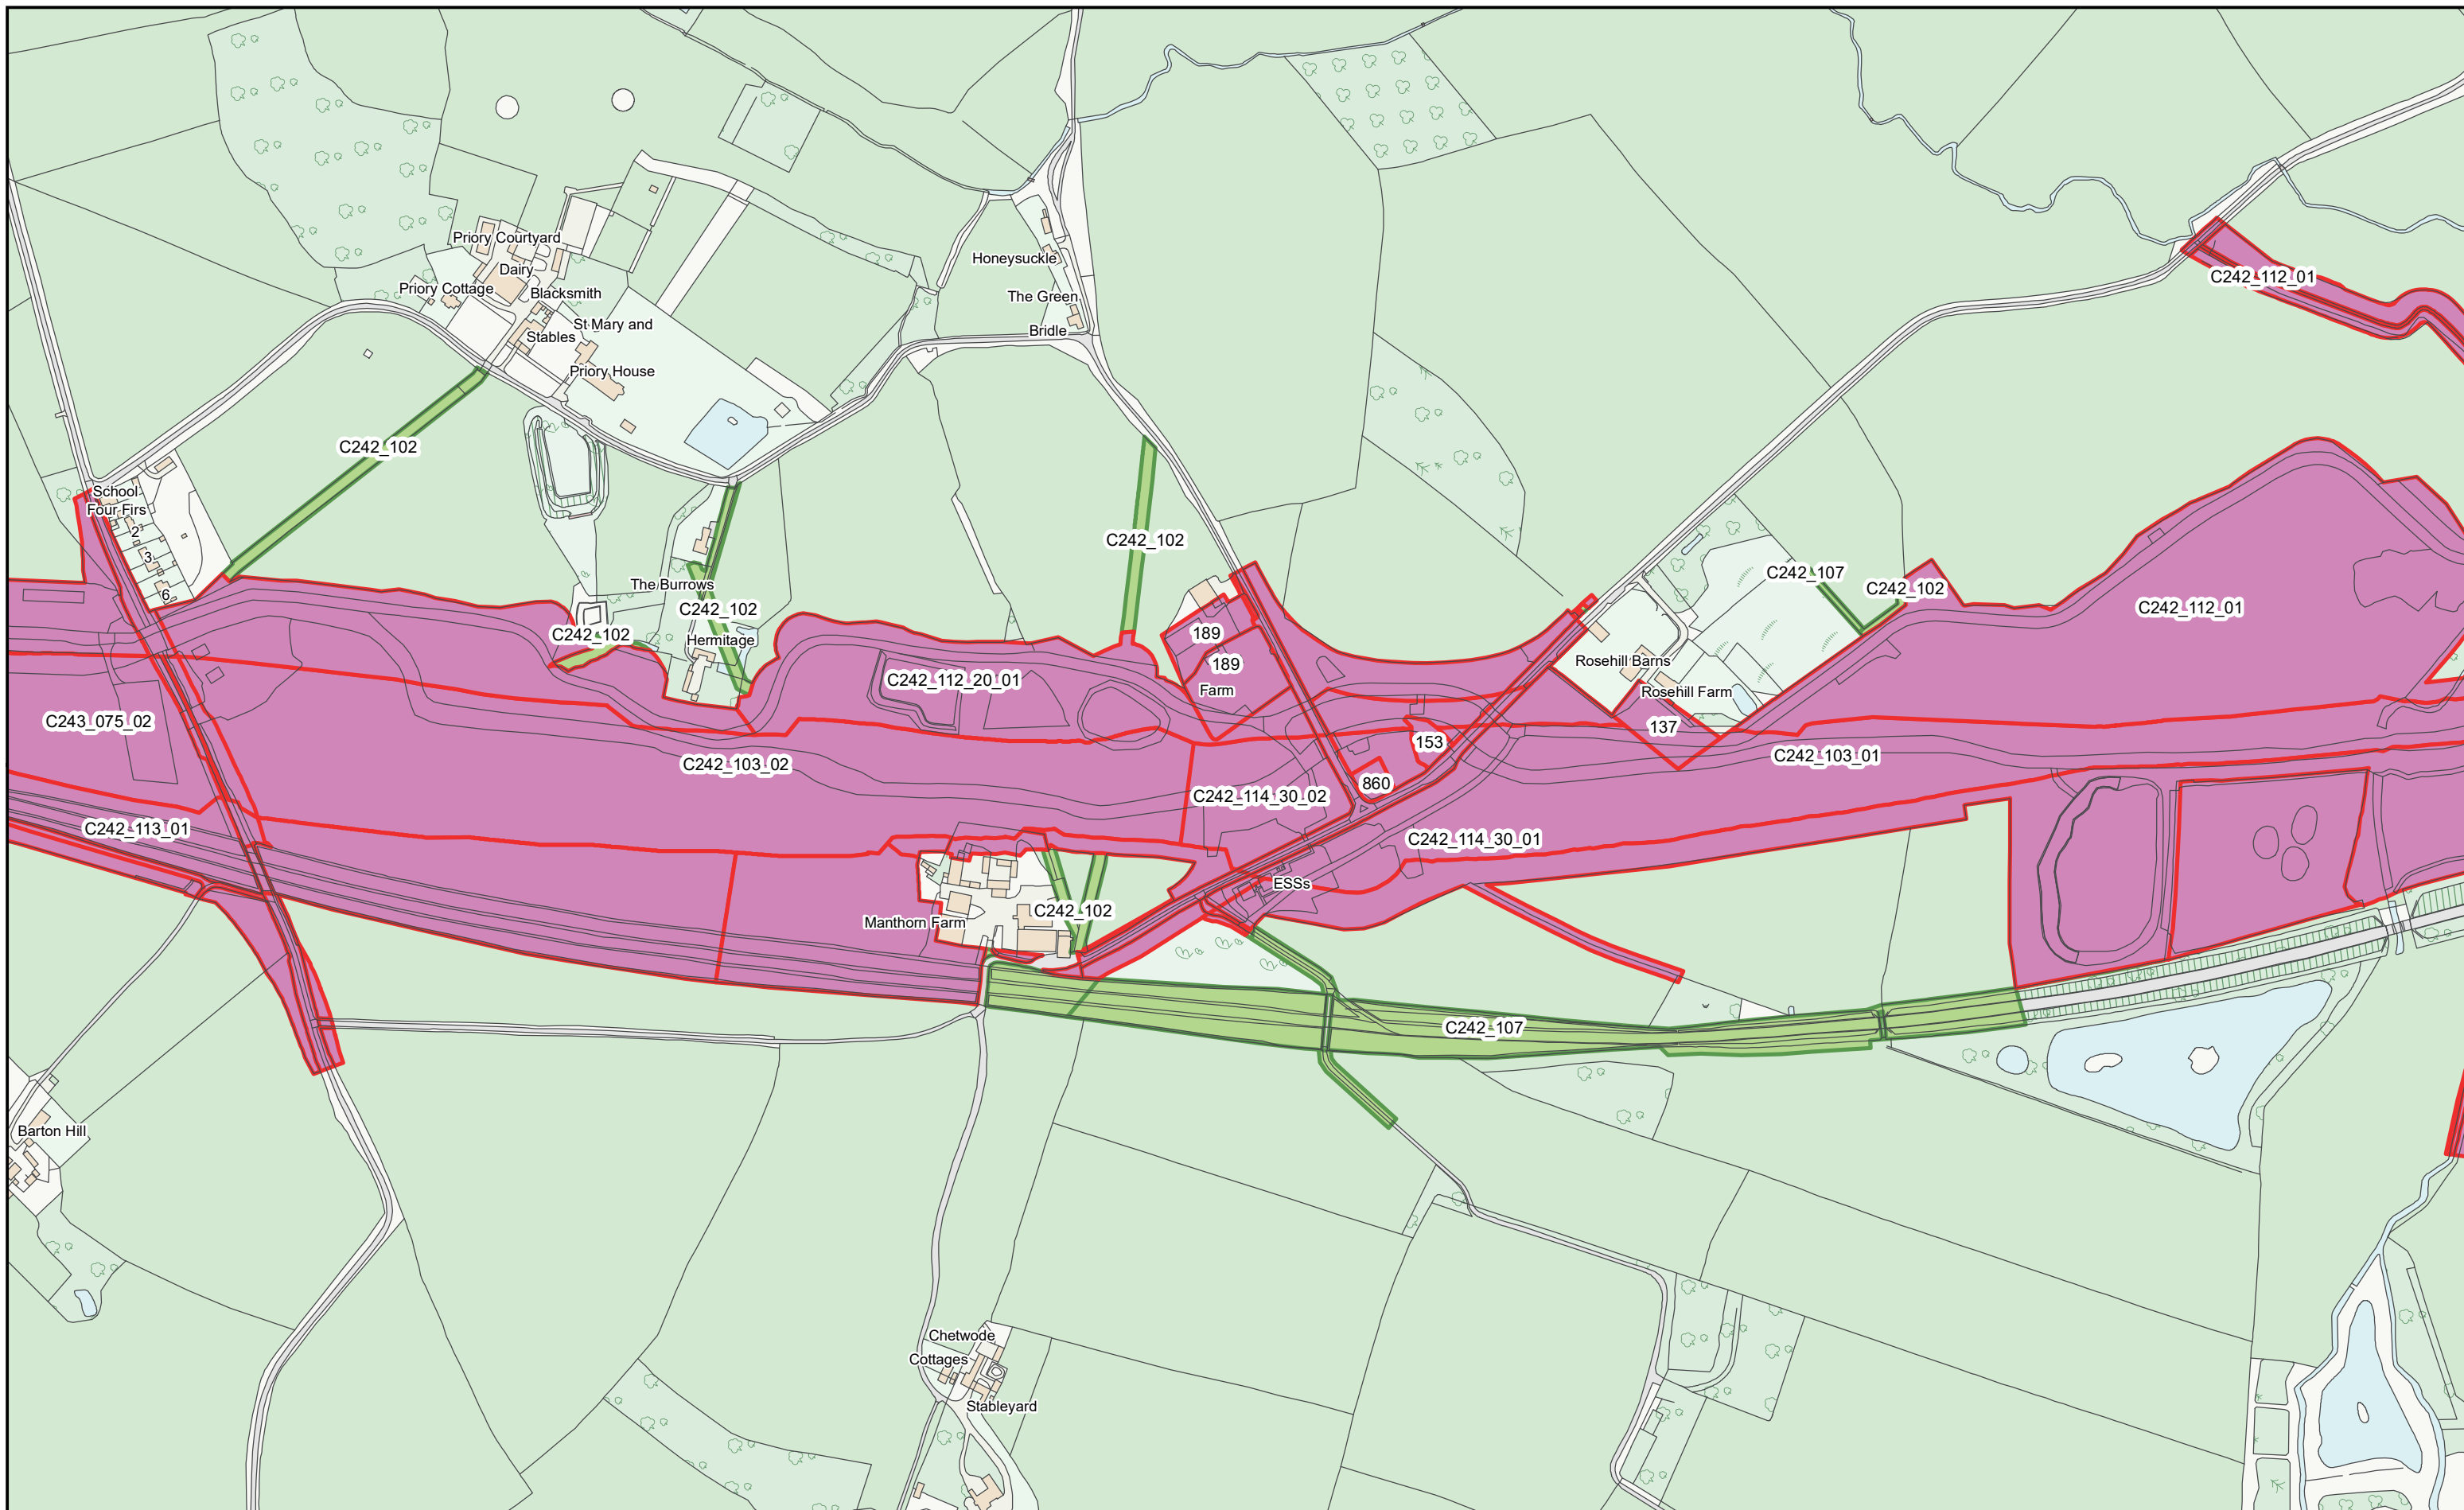 Priory Courtyard
Dairy
Priory Cottage
Blacksmith
St Mary and
Stables
Priory House
Honeysuckle
The Green
Bridle
C242_112_01
C242_102
School
Four Firs
2
3
6
C242_102
The Burrows
C242_102
C242_102
Hermitage
C242_107
C242_102
C242_112_01
189
189
Farm
Rosehill Barns
Rosehill Farm
137
C242_112_20_01
C243_075_02
C242_103_02
153
C242_103_01
860
C242_114_30_02
C242_113_01
C242_114_30_01
ESSs
C242_102
Manthorn Farm
C242_107
Barton Hill
Chetwode
Cottages
Stableyard